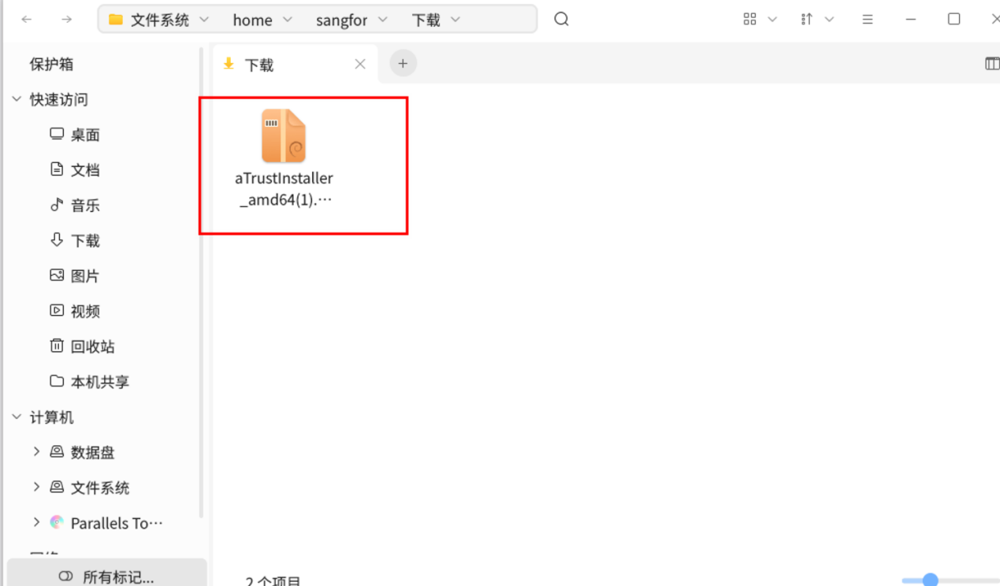 文件系统 home sangfor 下载
保护箱
下载
快速访问
桌面
文档
音乐
下载
图片
视频
回收站
本机共享
计算机
数据盘
文件系统
Parallels To…
所有标记...
aTrustInstaller
_amd64(1).…
2 个项目